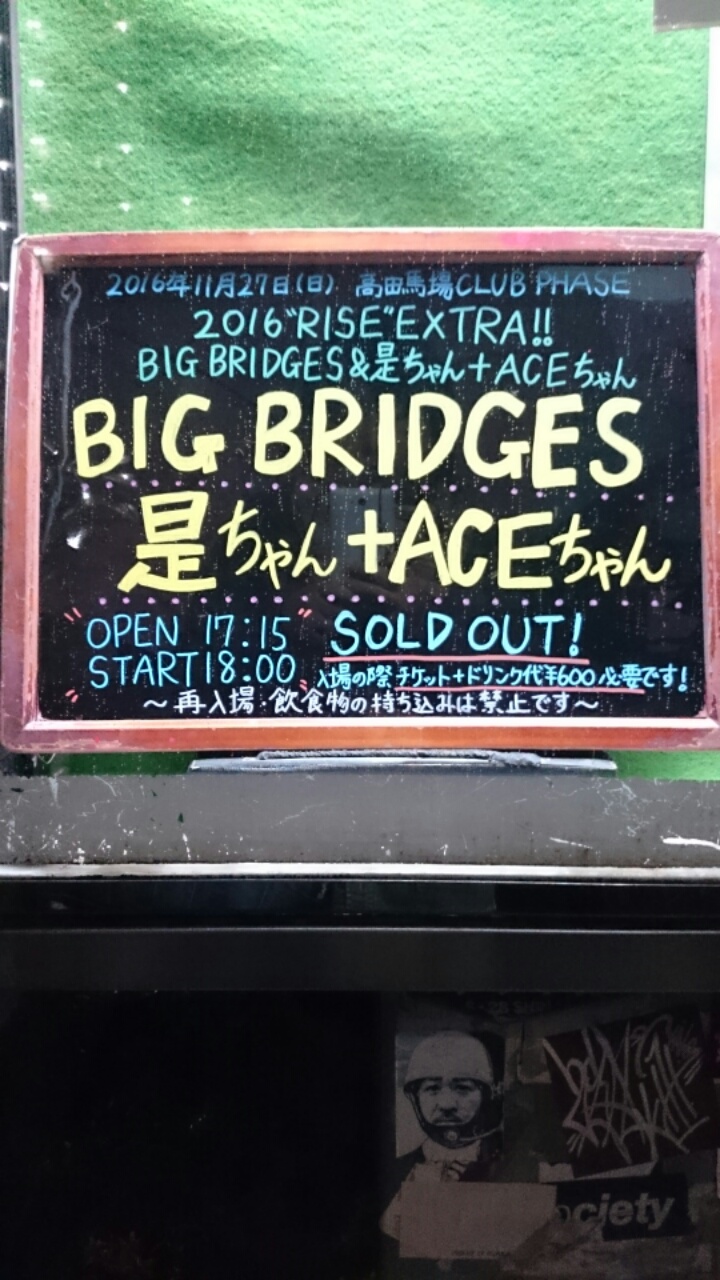 2016年11月27日(日) 高田馬場CLUB PHASE
2016"RISE"EXTRA!!
BIG BRIDGES&是ちゃん+ACEちゃん
BIG BRIDGES
是ちゃん+ACEちゃん
OPEN 17:15
START18:00
SOLD OUT!
入場の際チケット+ドリンク代¥600必要です!
～再入場・飲食物の持ち込みは禁止です～
ciety